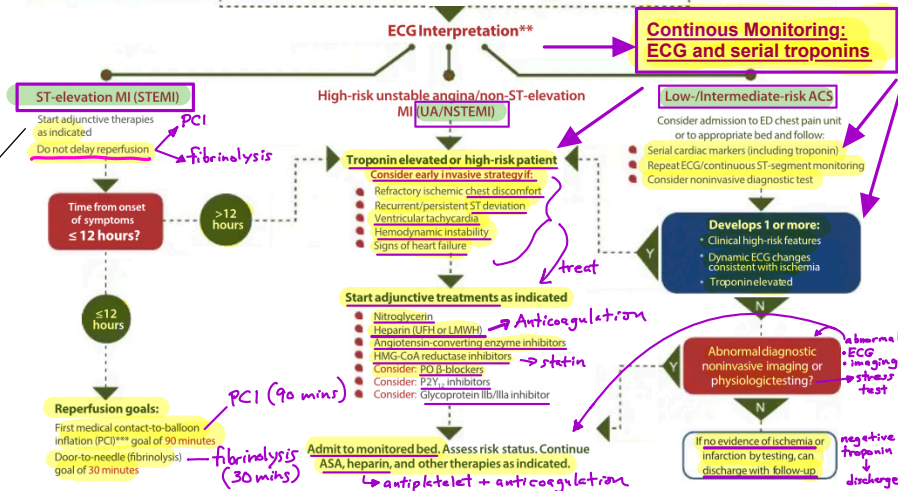 ECG Interpretation**
Continous Monitoring:
ECG and serial troponins
ST-elevation MI (STEMI)
Start adjunctive therapies
as indicated
Do not delay reperfusion
PCI
fibrinolysis
Time from onset
of symptoms
≤ 12 hours?
>12
hours
≤12
hours
Reperfusion goals:
First medical contact-to-balloon
inflation (PCI)*** goal of 90 minutes
Door-to-needle (fibrinolysis)
goal of 30 minutes
PCI (90 mins)
fibrinolysis
(30 mins)
High-risk unstable angina/non-ST-elevation
MI (UA/NSTEMI)
Troponin elevated or high-risk patient
Consider early invasive strategy if:
Refractory ischemic chest discomfort
Recurrent/persistent ST deviation
Ventricular tachycardia
Hemodynamic instability
Signs of heart failure
treat
Start adjunctive treatments as indicated
Nitroglycerin
Heparin (UFH or LMWH)
Anticoagulation
Angiotensin-converting enzyme inhibitors
HMG-CoA reductase inhibitors
statin
Consider: PO β-blockers
Consider: P2Y12 inhibitors
Consider: Glycoprotein IIb/IIIa inhibitor
Admit to monitored bed. Assess risk status. Continue
ASA, heparin, and other therapies as indicated.
antiplatelet + anticoagulation
Low-/Intermediate-risk ACS
Consider admission to ED chest pain unit
or to appropriate bed and follow:
Serial cardiac markers (including troponin)
Repeat ECG/continuous ST-segment monitoring
Consider noninvasive diagnostic test
Develops 1 or more:
• Clinical high-risk features
• Dynamic ECG changes
consistent with ischemia
• Troponin elevated
Y
N
Abnormal diagnostic
noninvasive imaging or
physiologic testing?
Y
N
abnormal
• ECG
• imaging
stress
test
If no evidence of ischemia or
infarction by testing, can
discharge with follow-up
negative
troponin
discharge